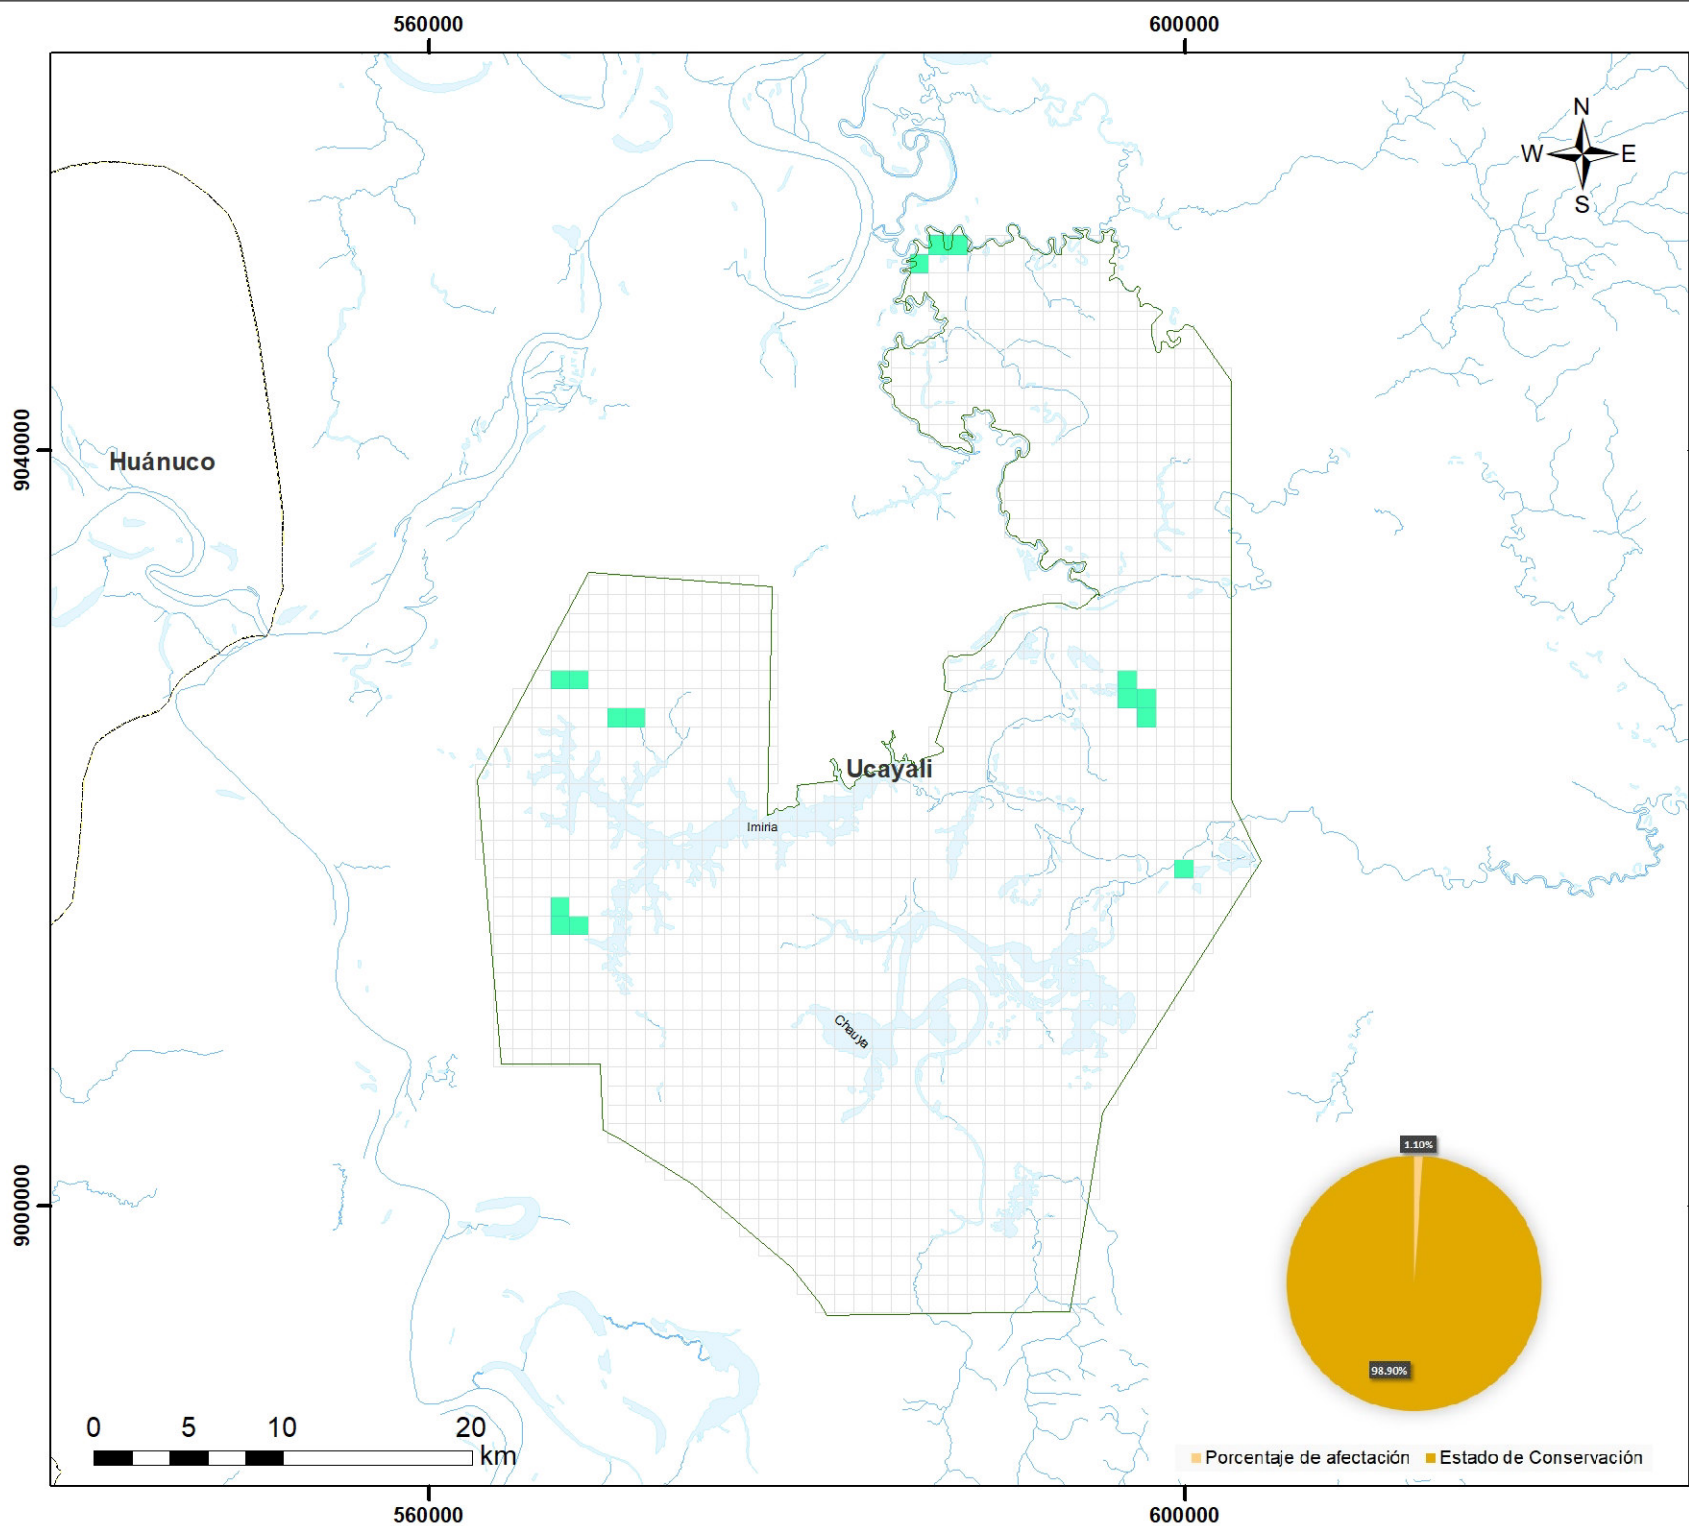 560000
600000
N
W
E
S
9040000
Huánuco
Ucayali
Imiria
Chauya
9000000
1.10%
98.90%
0
5
10
20
km
Porcentaje de afectación
Estado de Conservación
560000
600000